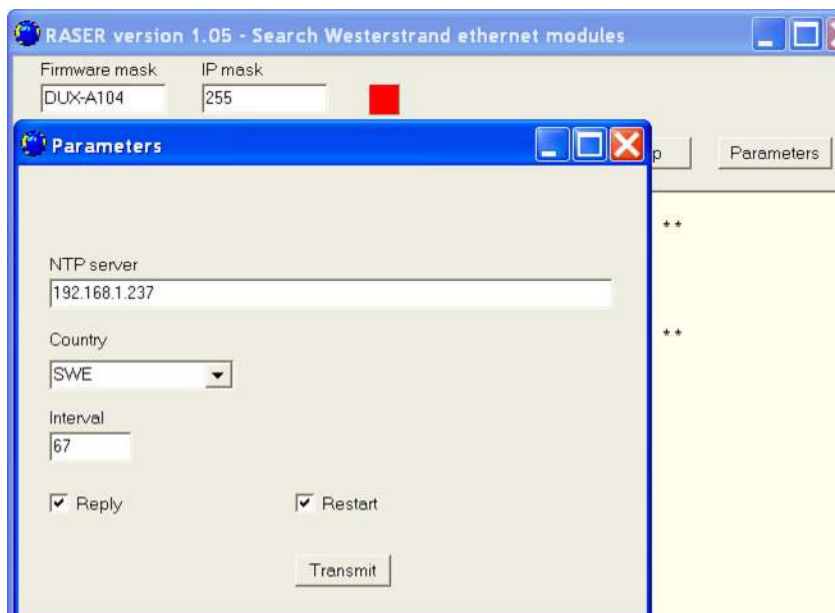 RASER version 1.05 - Search Westerstrand ethernet modules
Firmware mask IP mask
DUX-A104 255
Parameters
p Parameters
**
NTP server
192.168.1.237
**
Country
SWE
Interval
67
Reply Restart
Transmit